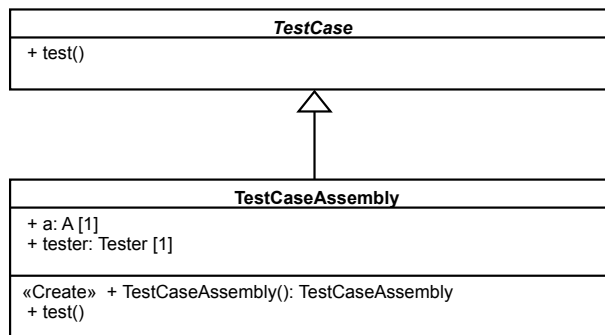 TestCase
+ test()
TestCaseAssembly
+ a: A [1]
+ tester: Tester [1]
«Create» + TestCaseAssembly(): TestCaseAssembly
+ test()